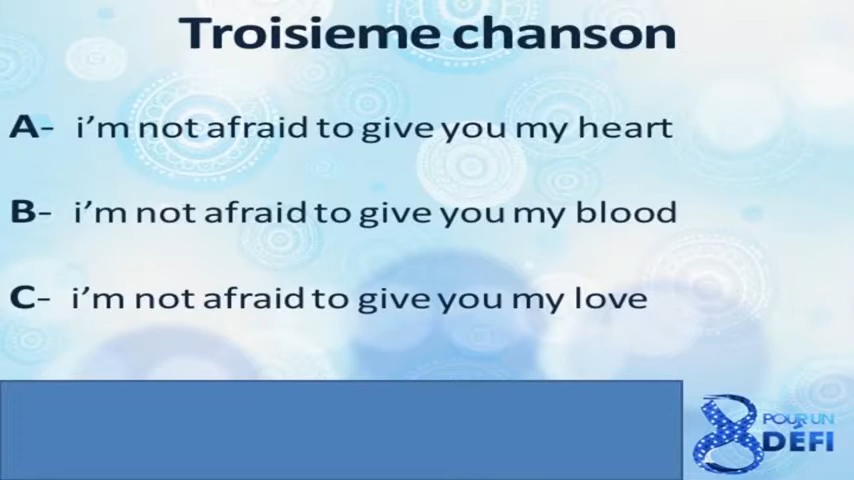 Troisieme chanson
A- i'm not afraid to give you my heart
B- i'm not afraid to give you my blood
C- i'm not afraid to give you my love
8 POUR UN
DÉFI